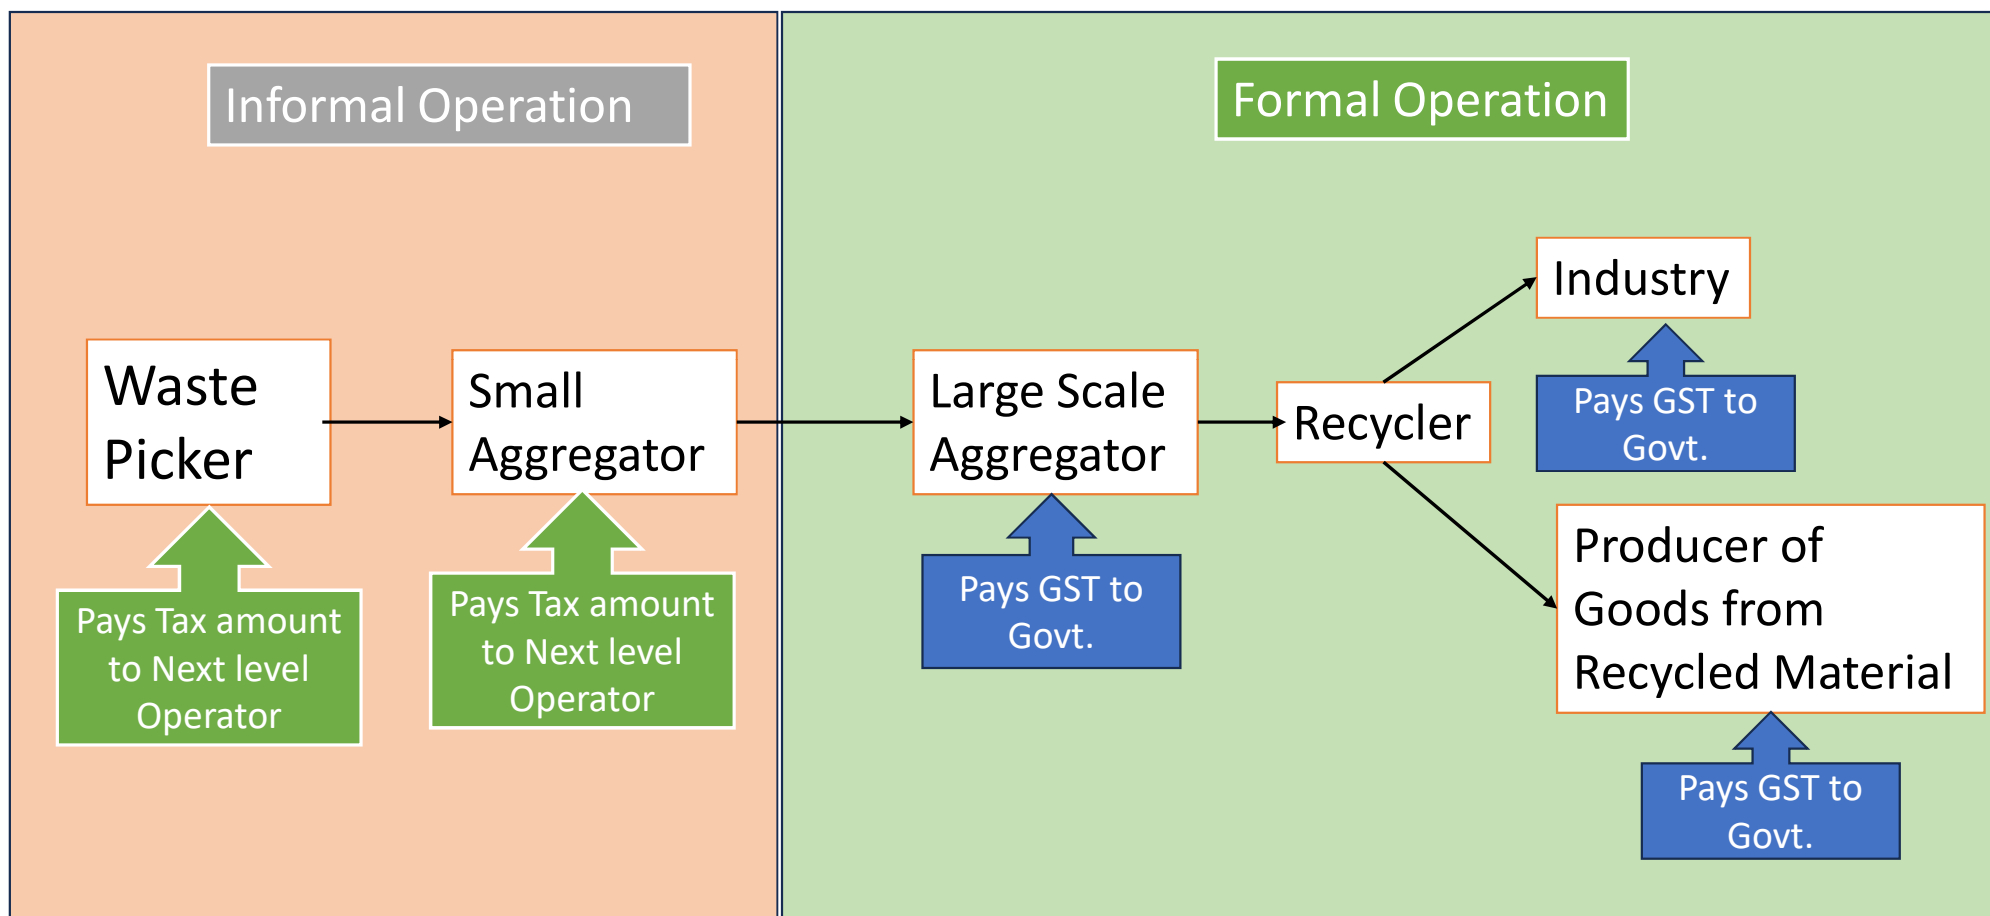 Informal Operation
Formal Operation
Waste
Picker
Small
Aggregator
Large Scale
Aggregator
Recycler
Industry
Pays GST to
Govt.
Producer of
Goods from
Recycled Material
Pays Tax amount
to Next level
Operator
Pays Tax amount
to Next level
Operator
Pays GST to
Govt.
Pays GST to
Govt.